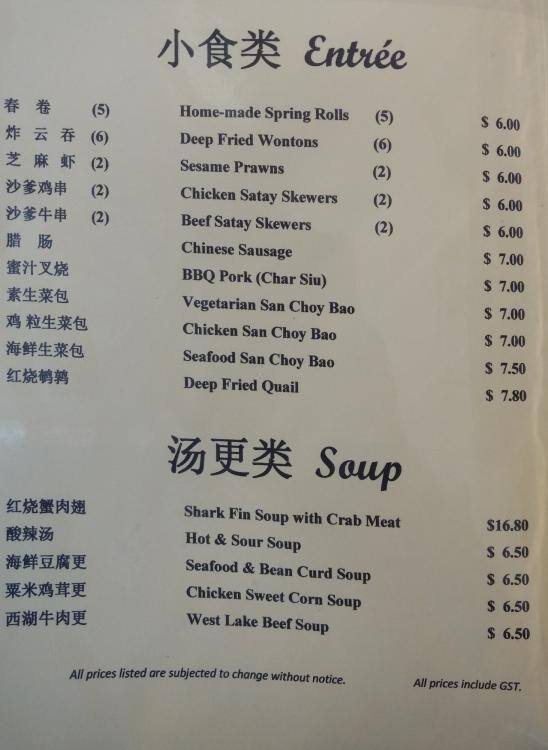 小食类 Entrée
春 卷 (5) Home-made Spring Rolls (5) $ 6.00
炸 云 吞 (6) Deep Fried Wontons (6) $ 6.00
芝 麻 虾 (2) Sesame Prawns (2) $ 6.00
沙爹鸡串 (2) Chicken Satay Skewers (2) $ 6.00
沙爹牛串 (2) Beef Satay Skewers (2) $ 6.00
腊 肠 Chinese Sausage $ 7.00
蜜汁叉烧 BBQ Pork (Char Siu) $ 7.00
素生菜包 Vegetarian San Choy Bao $ 7.00
鸡 粒生菜包 Chicken San Choy Bao $ 7.00
海鲜生菜包 Seafood San Choy Bao $ 7.50
红烧鹌鹑 Deep Fried Quail $ 7.80
汤更类 Soup
红烧蟹肉翅 Shark Fin Soup with Crab Meat $16.80
酸辣汤 Hot & Sour Soup $ 6.50
海鲜豆腐更 Seafood & Bean Curd Soup $ 6.50
粟米鸡茸更 Chicken Sweet Corn Soup $ 6.50
西湖牛肉更 West Lake Beef Soup $ 6.50
All prices listed are subjected to change without notice. All prices include GST.